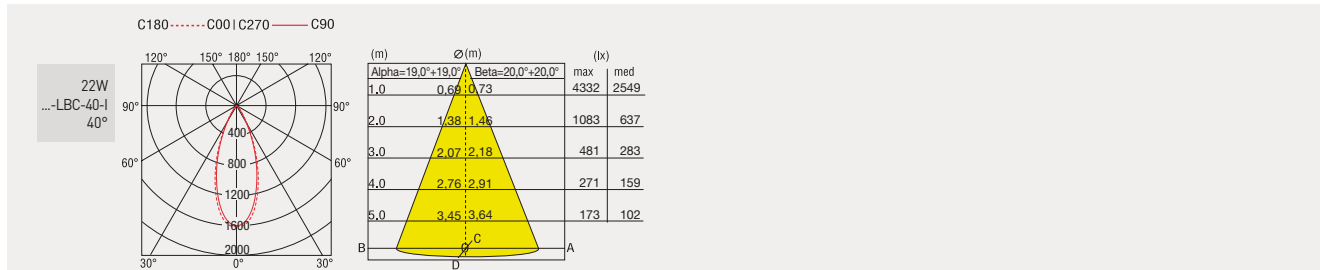 C180 C00 | C270 C90
22W
...-LBC-40-I
40°
120° 150° 180° 150° 120°
90° 90°
400
60° 800 60°
1200
1600
2000
30° 0° 30°
(m) Ø(m) (lx)
Alpha=19,0°+19,0° Beta=20,0°+20,0° max med
1.0 0,69 0,73 4332 2549
2.0 1,38 1,46 1083 637
3.0 2,07 2,18 481 283
4.0 2,76 2,91 271 159
5.0 3,45 3,64 173 102
B C A
D